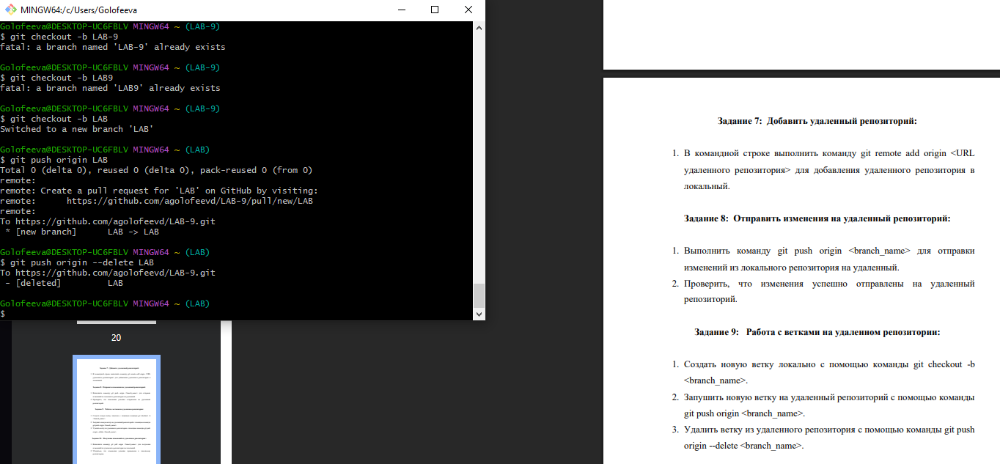 MINGW64:/c/Users/Golofeeva
Golofeeva@DESKTOP-UC6FBLV MINGW64 ~ (LAB-9)
$ git checkout -b LAB-9
fatal: a branch named 'LAB-9' already exists
Golofeeva@DESKTOP-UC6FBLV MINGW64 ~ (LAB-9)
$ git checkout -b LAB9
fatal: a branch named 'LAB9' already exists
Golofeeva@DESKTOP-UC6FBLV MINGW64 ~ (LAB-9)
$ git checkout -b LAB
Switched to a new branch 'LAB'
Golofeeva@DESKTOP-UC6FBLV MINGW64 ~ (LAB)
$ git push origin LAB
Total 0 (delta 0), reused 0 (delta 0), pack-reused 0 (from 0)
remote:
remote: Create a pull request for 'LAB' on GitHub by visiting:
remote:      https://github.com/agolofeevd/LAB-9/pull/new/LAB
remote:
To https://github.com/agolofeevd/LAB-9.git
 * [new branch]      LAB -> LAB
Golofeeva@DESKTOP-UC6FBLV MINGW64 ~ (LAB)
$ git push origin --delete LAB
To https://github.com/agolofeevd/LAB-9.git
 - [deleted]         LAB
Golofeeva@DESKTOP-UC6FBLV MINGW64 ~ (LAB)
$
20
Задание 7: Добавить удаленный репозиторий:
1. В командной строке выполнить команду git remote add origin <URL
удаленного репозитория> для добавления удаленного репозитория в
локальный.
Задание 8: Отправить изменения на удаленный репозиторий:
1. Выполнить команду git push origin <branch_name> для отправки
изменений из локального репозитория на удаленный.
2. Проверить, что изменения успешно отправлены на удаленный
репозиторий.
Задание 9: Работа с ветками на удаленном репозитории:
1. Создать новую ветку локально с помощью команды git checkout -b
<branch_name>.
2. Запушить новую ветку на удаленный репозиторий с помощью команды
git push origin <branch_name>.
3. Удалить ветку из удаленного репозитория с помощью команды git push
origin --delete <branch_name>.